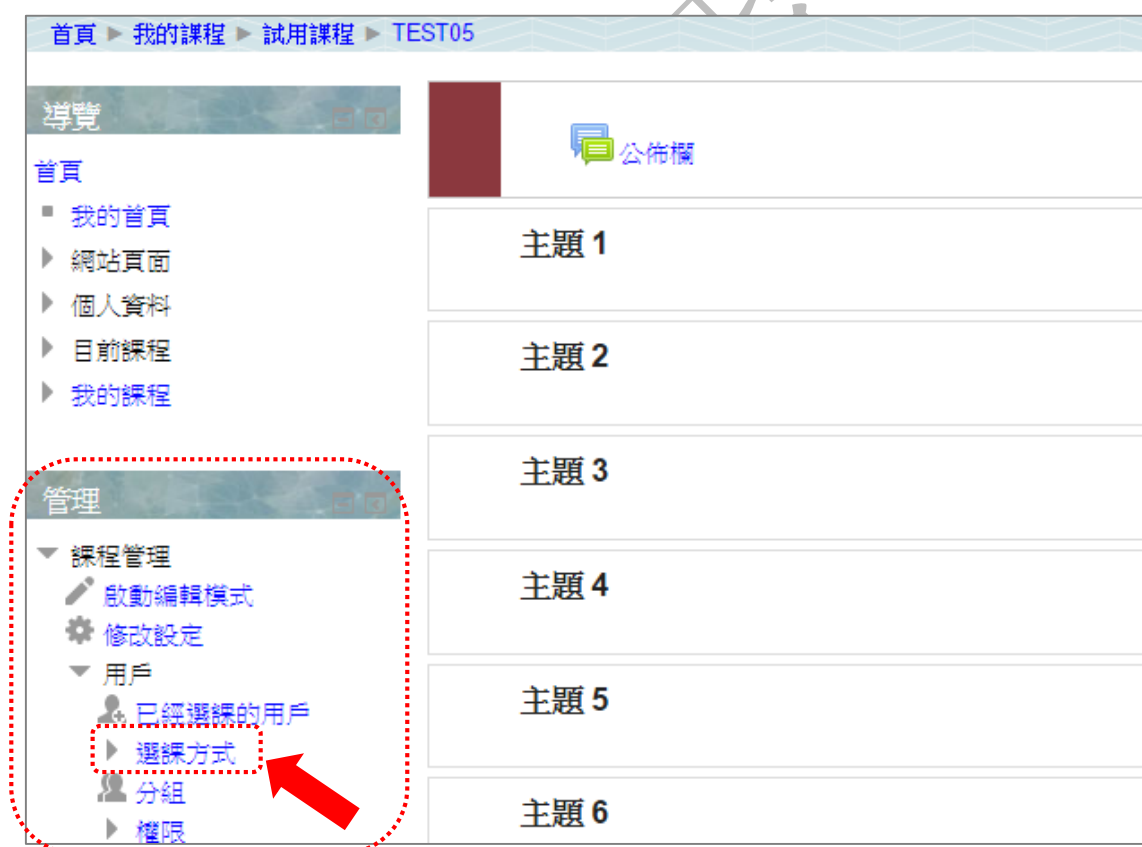 首頁 ► 我的課程 ► 試用課程 ► TEST05
導覽
首頁
我的首頁
網站頁面
個人資料
目前課程
我的課程
管理
課程管理
啟動編輯模式
修改設定
用戶
已經選課的用戶
選課方式
分組
權限
公佈欄
主題 1
主題 2
主題 3
主題 4
主題 5
主題 6